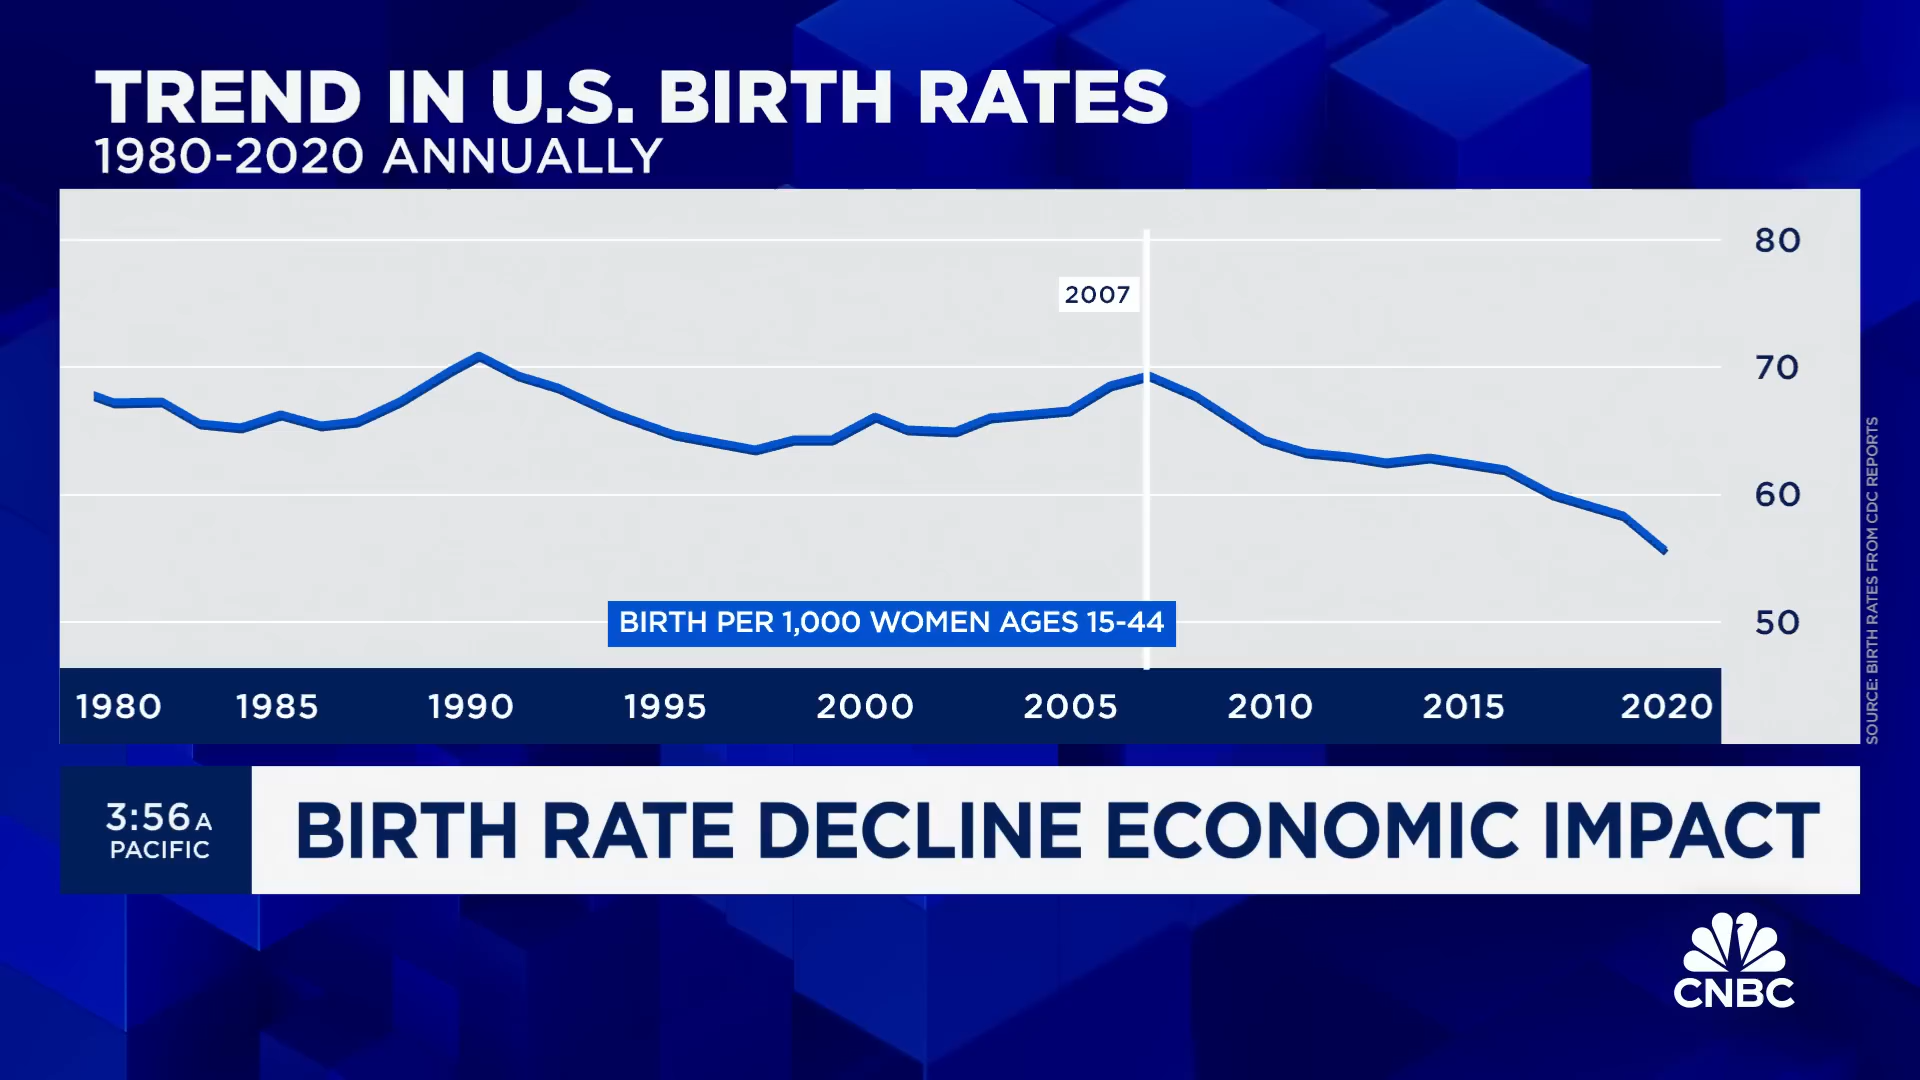 TREND IN U.S. BIRTH RATES
1980-2020 ANNUALLY
80
2007
70
60
BIRTH PER 1,000 WOMEN AGES 15-44
50
1980 1985 1990 1995 2000 2005 2010 2015 2020
SOURCE: BIRTH RATES FROM CDC REPORTS
3:56 A
PACIFIC
BIRTH RATE DECLINE ECONOMIC IMPACT
CNBC